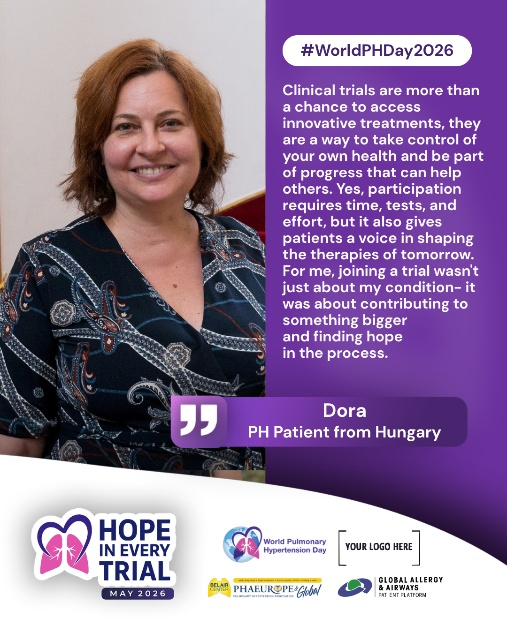 #WorldPHDay2026
Clinical trials are more than
a chance to access
innovative treatments, they
are a way to take control of
your own health and be part
of progress that can help
others. Yes, participation
requires time, tests, and
effort, but it also gives
patients a voice in shaping
the therapies of tomorrow.
For me, joining a trial wasn't
just about my condition- it
was about contributing to
something bigger
and finding hope
in the process.
Dora
PH Patient from Hungary
HOPE
IN EVERY
TRIAL
MAY 2026
World Pulmonary
Hypertension Day
YOUR LOGO HERE
BELAIR
CENTER
PHAEUROPE & Global
GLOBAL ALLERGY
& AIRWAYS
PATIENT PLATFORM